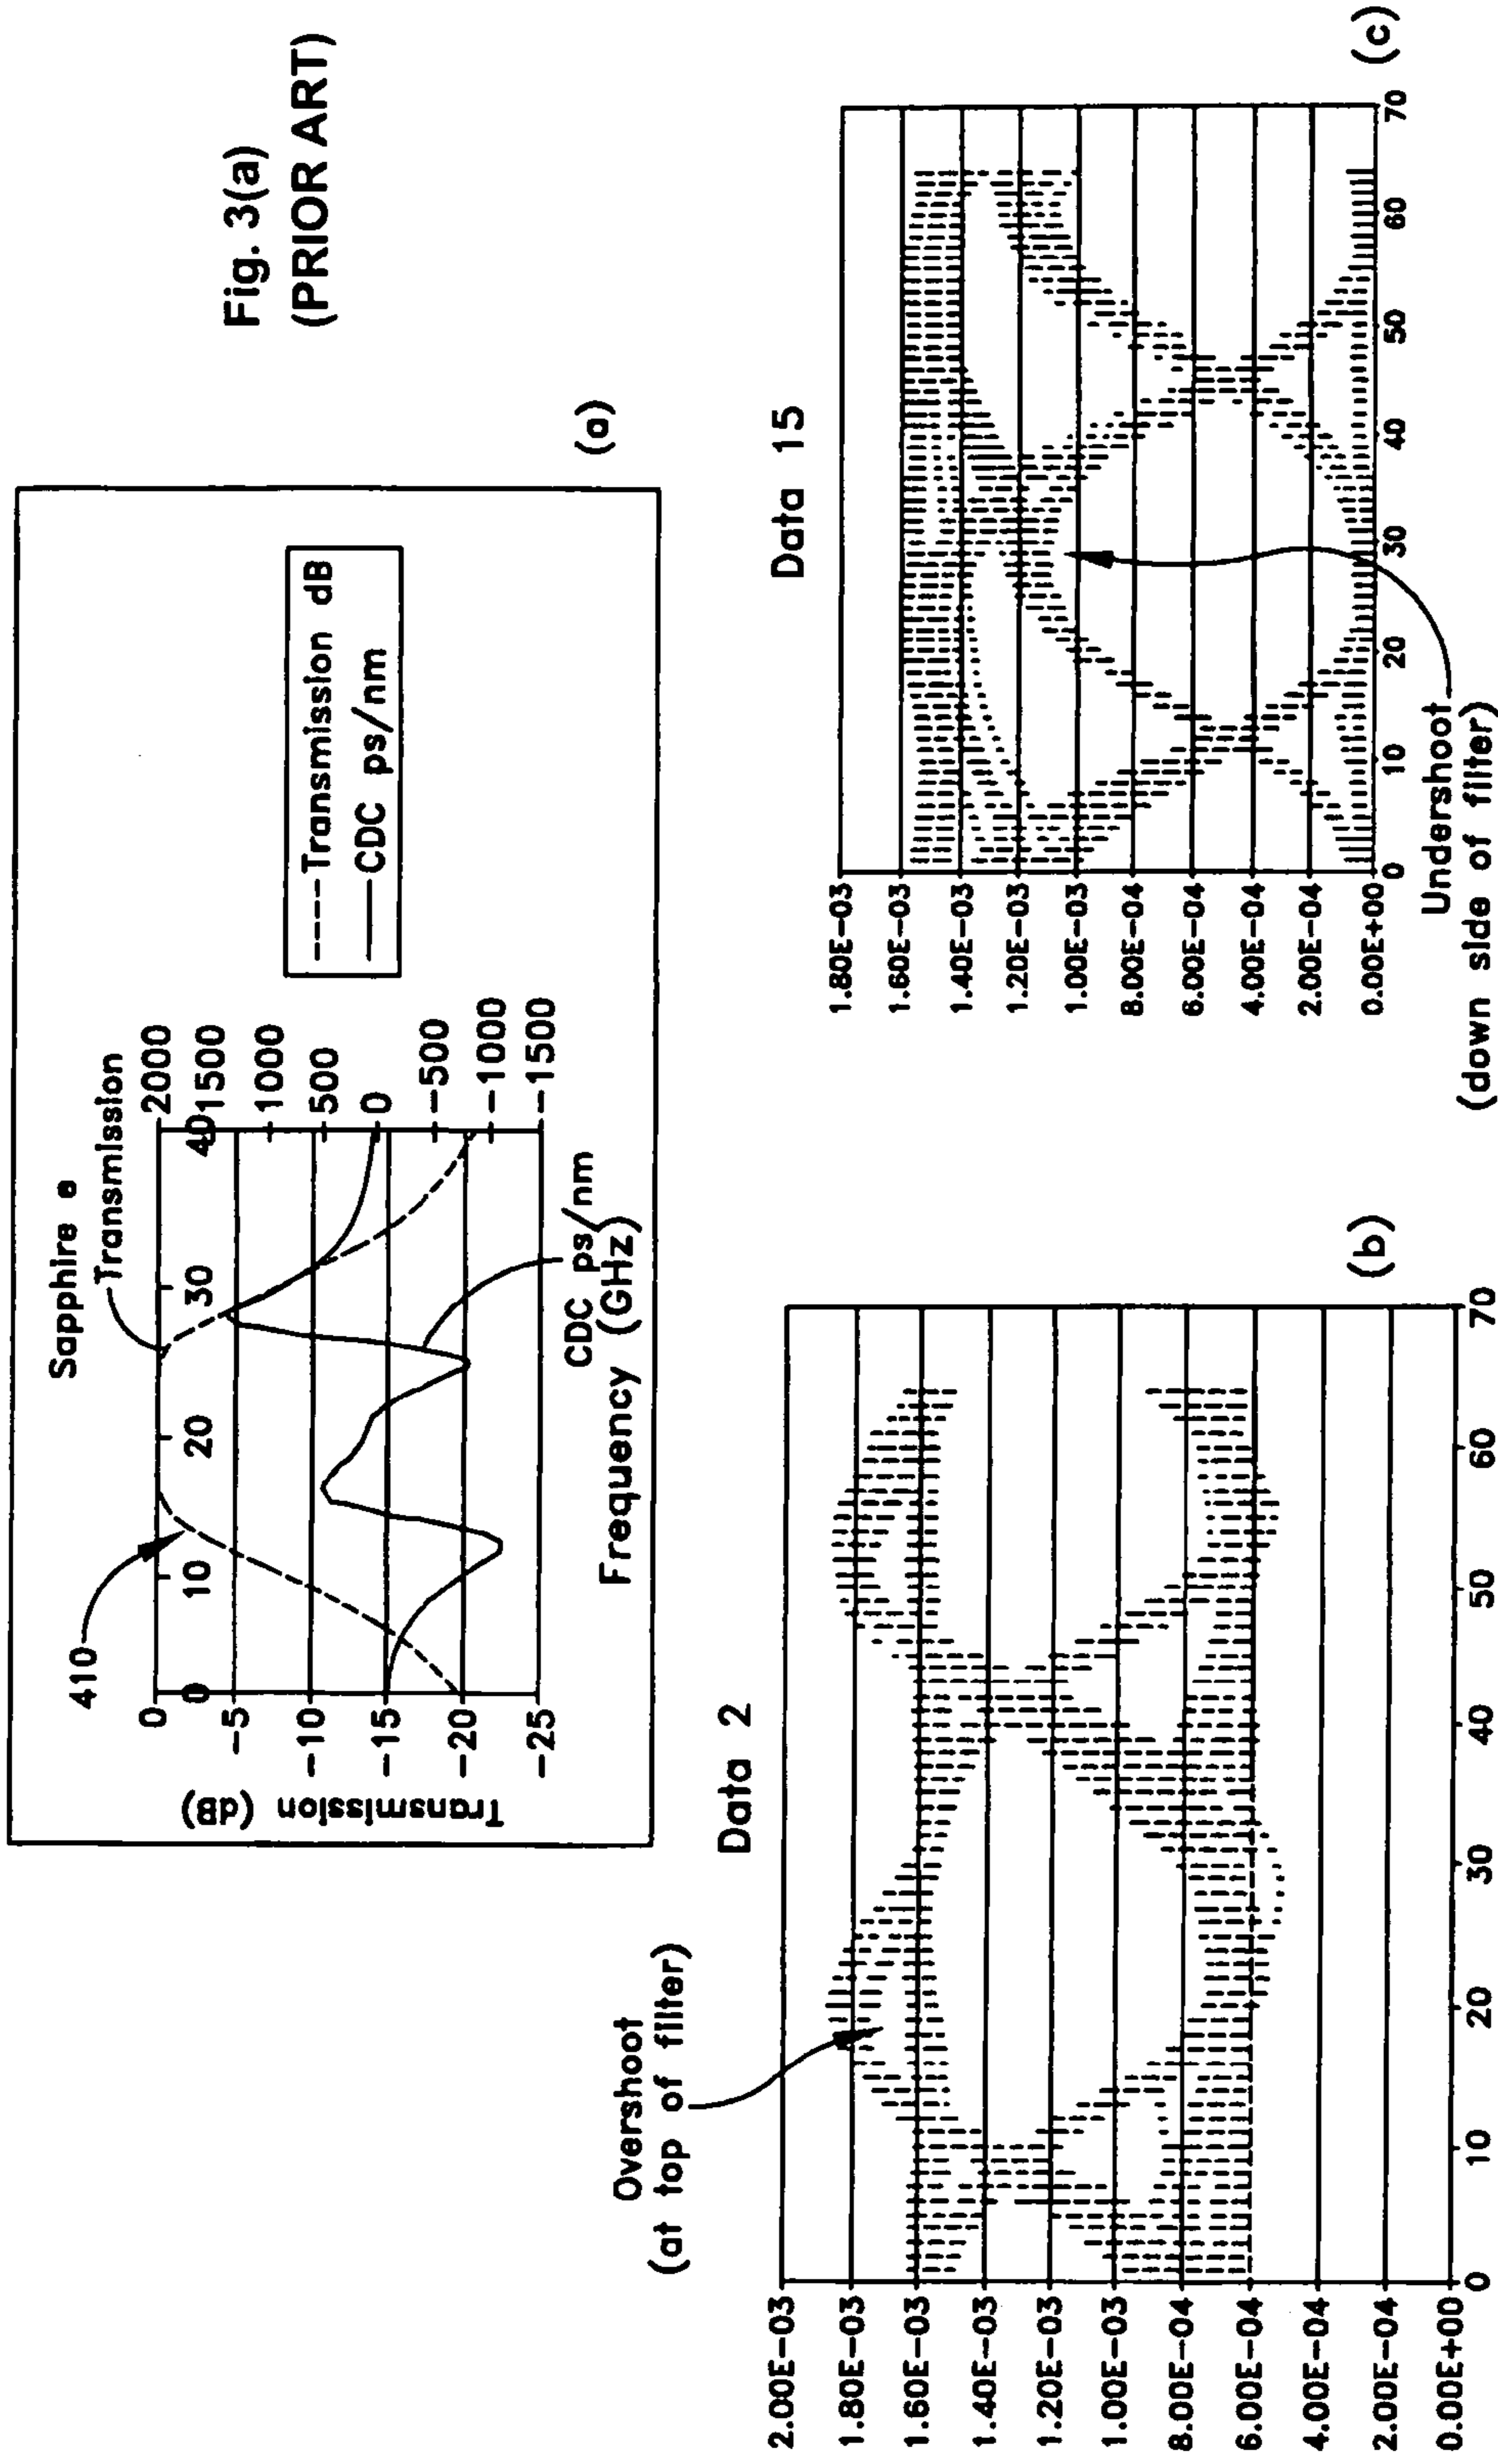 Fig. 3(a)
(PRIOR ART)
Sapphire e
Transmission
410
0
-5
-10
-15
-20
-25
Transmission (dB)
0
10
20
30
40
2000
1500
1000
500
0
-500
-1000
-1500
CDC ps/nm
Frequency (GHz)
----Transmission dB
——CDC ps/nm
(a)
Data 2
Overshoot
(at top of filter)
2.00E-03
1.80E-03
1.60E-03
1.40E-03
1.20E-03
1.00E-03
8.00E-04
6.00E-04
4.00E-04
2.00E-04
0.00E+00
0
10
20
30
40
50
60
70
(b)
Data 15
1.80E-03
1.60E-03
1.40E-03
1.20E-03
1.00E-03
8.00E-04
6.00E-04
4.00E-04
2.00E-04
0.00E+00
0
10
20
30
40
50
60
70
Undershoot
(down side of filter)
(c)